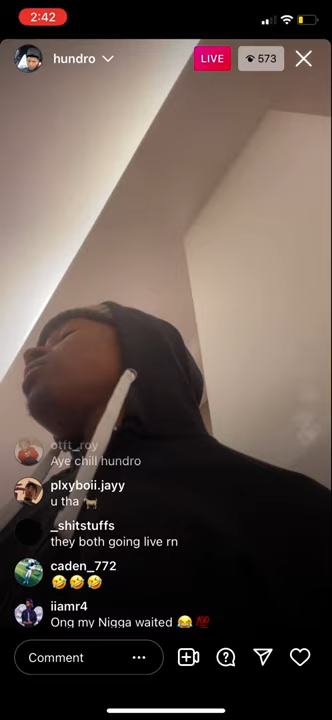 2:42
hundro
LIVE
573
otft_roy
Aye chill hundro
plxyboii.jayy
u tha 🐐
_shitstuffs
they both going live rn
caden_772
🤣🤣🤣
iiamr4
Ong my Nigga waited 😂💯
Comment